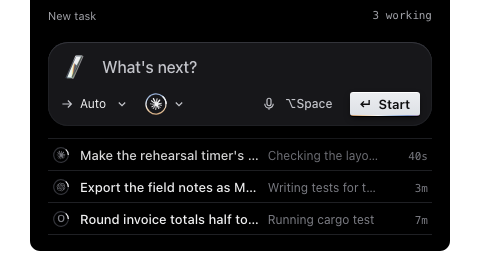 New task 3 working
What's next?
→ Auto ⌥Space ↵ Start
Make the rehearsal timer's ... Checking the layo... 40s
Export the field notes as M... Writing tests for t... 3m
Round invoice totals half to... Running cargo test 7m